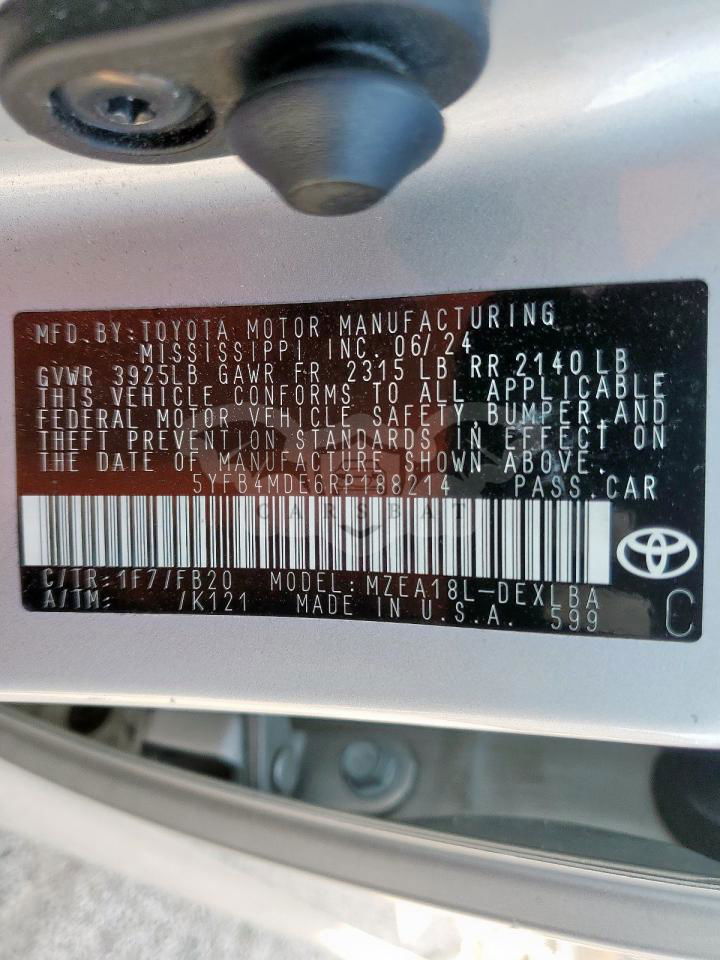 MFD. BY: TOYOTA MOTOR MANUFACTURING
MISSISSIPPI INC. 06/24
GVWR 3925LB GAWR FR 2315 LB RR 2140 LB
THIS VEHICLE CONFORMS TO ALL APPLICABLE
FEDERAL MOTOR VEHICLE SAFETY, BUMPER, AND
THEFT PREVENTION STANDARDS IN EFFECT ON
THE DATE OF MANUFACTURE SHOWN ABOVE.
PASS. CAR
CARSBAT
C/TR: 1F7/FB20 MODEL: MZEA18L-DEXLBA
A/TM: /K121 MADE IN U.S.A. 599
C